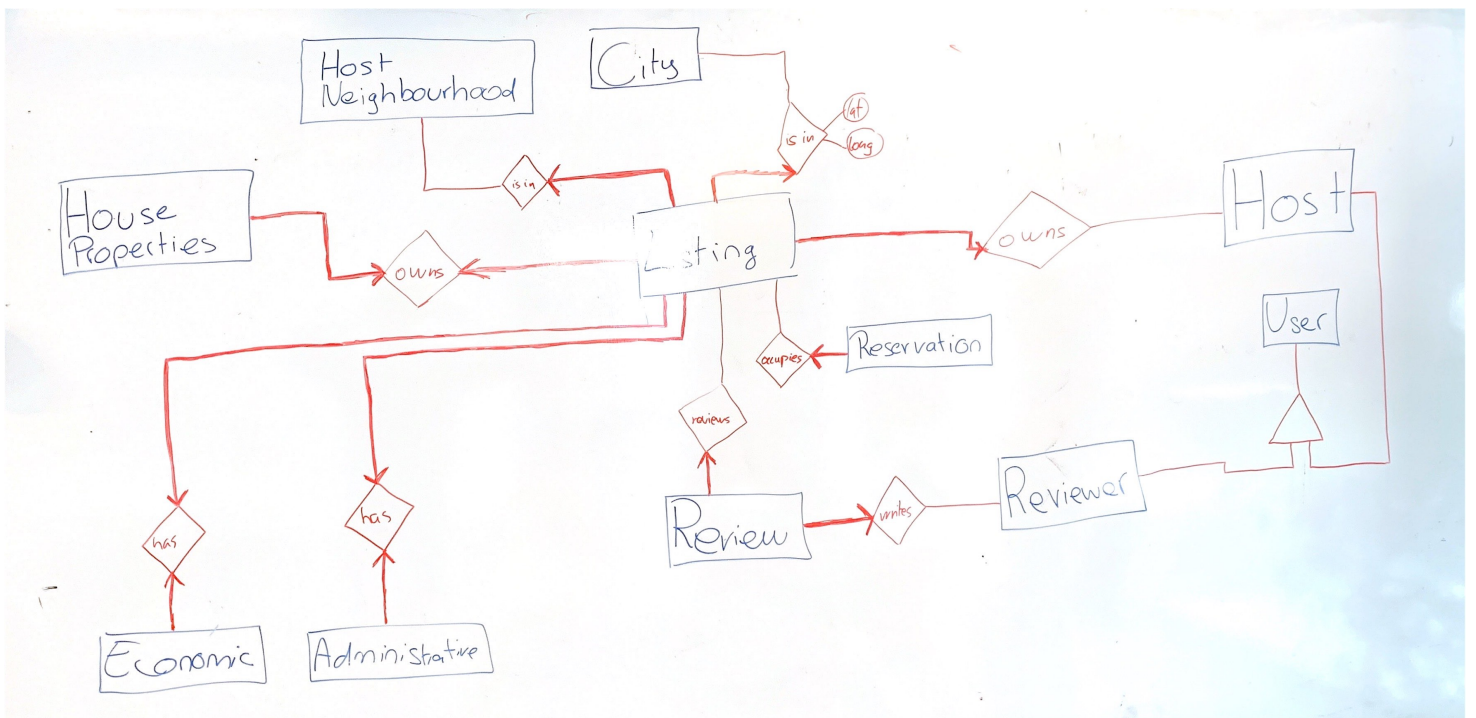 Host
Neighbourhood
City
lat
is in
long
is in
House
Properties
Host
owns
Listing
owns
User
occupies
Reservation
reviews
Reviewer
Review
writes
has
has
Economic
Administrative